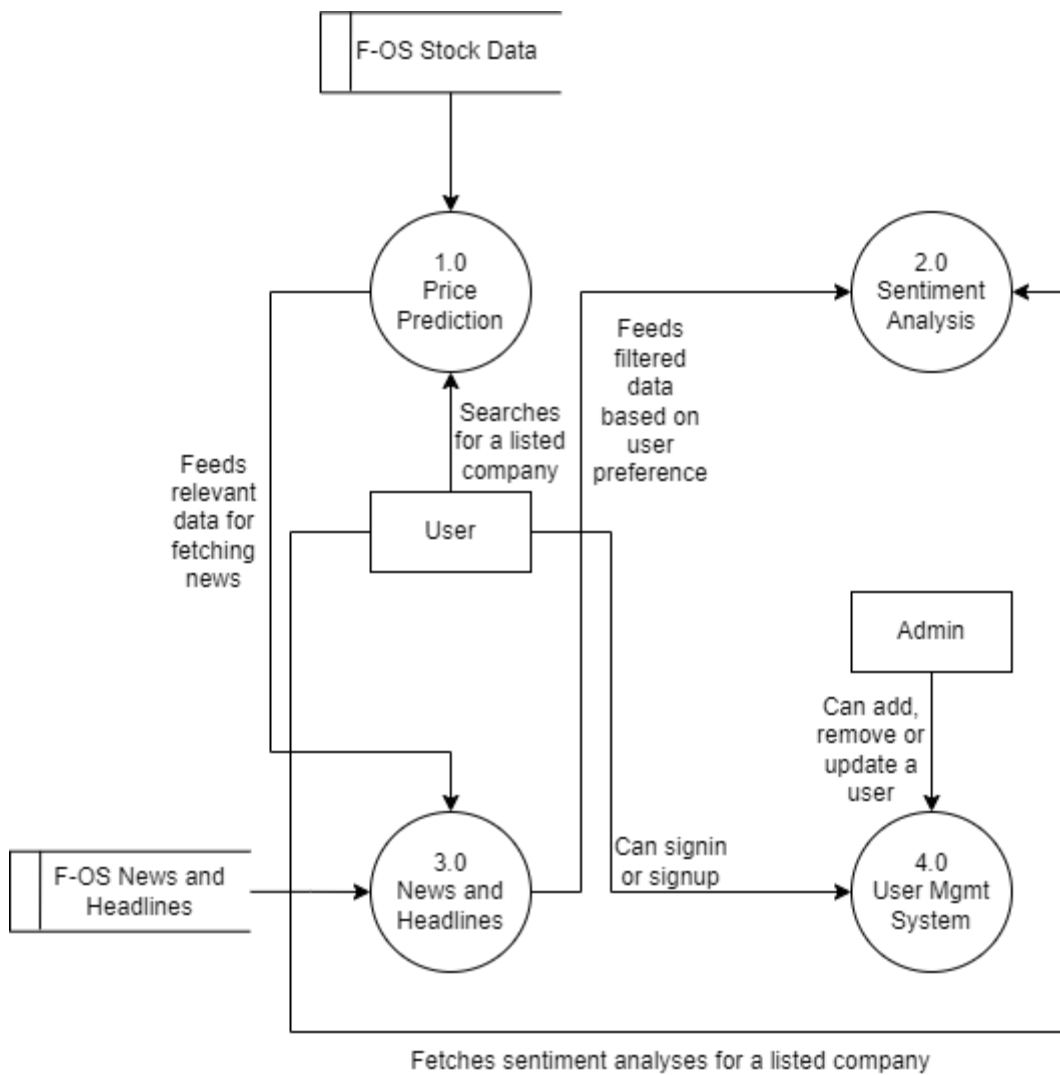 F-OS Stock Data
1.0
Price
Prediction
2.0
Sentiment
Analysis
Feeds
filtered
data
based on
user
preference
Searches
for a listed
company
Feeds
relevant
data for
fetching
news
User
Admin
Can add,
remove or
update a
user
Can signin
or signup
F-OS News and
Headlines
3.0
News and
Headlines
4.0
User Mgmt
System
Fetches sentiment analyses for a listed company